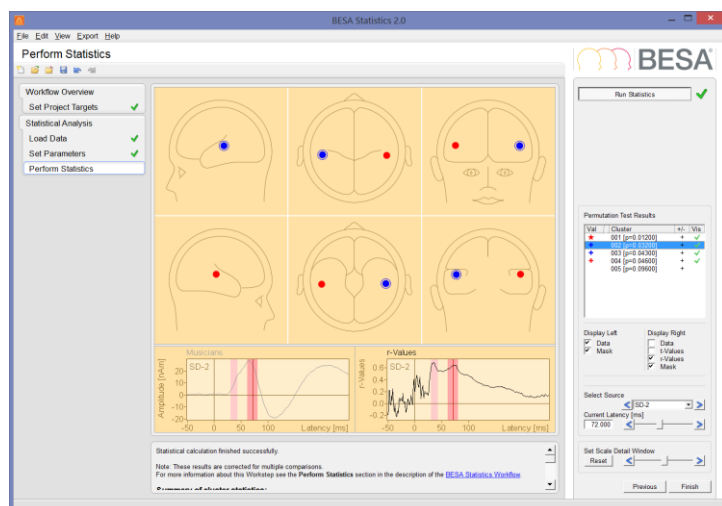 BESA Statistics 2.0
File Edit View Export Help
Perform Statistics
BESA
Workflow Overview
Set Project Targets
Statistical Analysis
Load Data
Set Parameters
Perform Statistics
Run Statistics
Permutation Test Results
Val Cluster +/- Vis
001 [p=0.01200] +
002 [p=0.03200] +
003 [p=0.04300] +
004 [p=0.04600] +
005 [p=0.09600] +
Display Left Display Right
Data Data
Mask t-Values
r-Values
Mask
Musicians
SD-2
Amplitude [nAm]
20
10
0
-10
-20
-50 0 50 100 Latency [ms]
r-Values
SD-2
r-Values
0.6
0.4
0.2
0.0
-0.2
-50 0 50 100 Latency [ms]
Select Source
SD-2
Current Latency [ms]
72.000
Set Scale Detail Window
Reset
Previous Finish
Statistical calculation finished successfully.
Note: These results are corrected for multiple comparisons.
For more information about this Workstep see the Perform Statistics section in the description of the BESA Statistics Workflow.
Summary of cluster statistics: